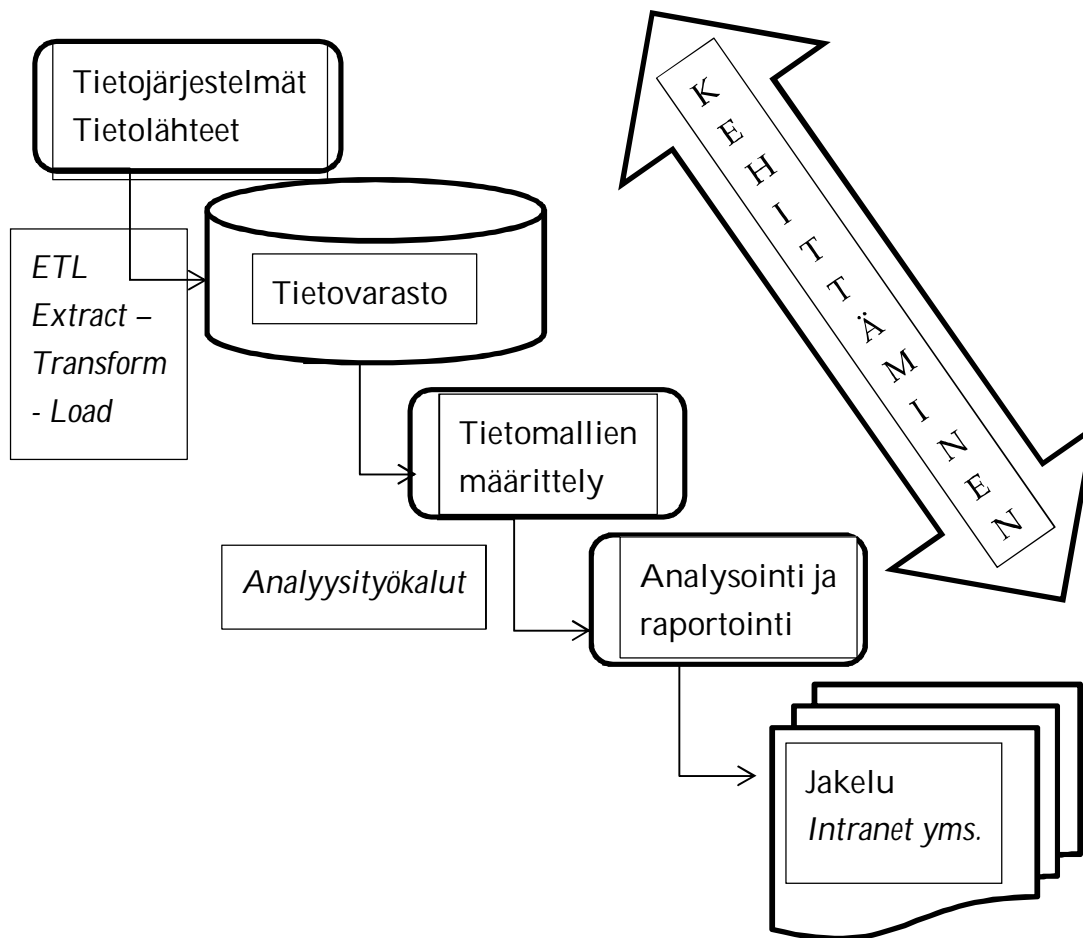 Tietojärjestelmät
Tietolähteet
KEHITTÄMINEN
ETL
Extract –
Transform
- Load
Tietovarasto
Tietomallien
määrittely
Analyysityökalut
Analysointi ja
raportointi
Jakelu
Intranet yms.